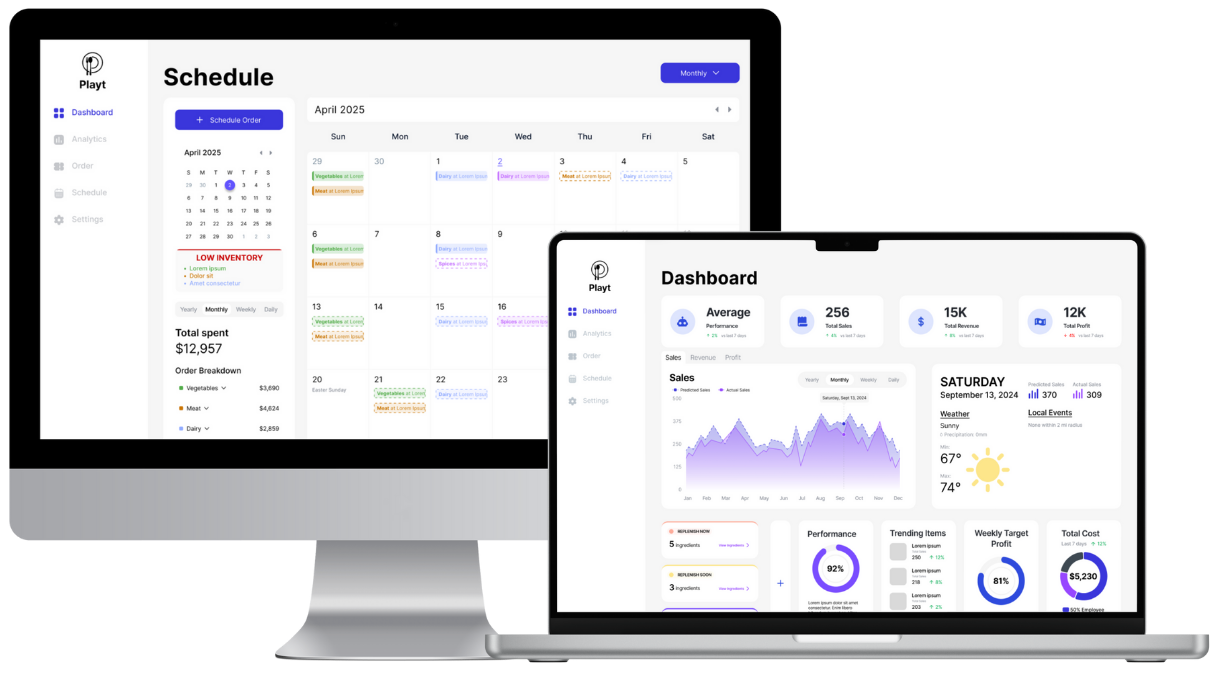 Playt
Dashboard
Analytics
Order
Schedule
Settings
Schedule
Monthly
+ Schedule Order
April 2025
S M T W T F S
29 30 1 2 3 4 5
6 7 8 9 10 11 12
13 14 15 16 17 18 19
20 21 22 23 24 25 26
27 28 29 30 1 2 3
LOW INVENTORY
• Lorem ipsum
• Dolor sit
• Amet consectetur
Yearly Monthly Weekly Daily
Total spent
$12,957
Order Breakdown
Vegetables $3,690
Meat $4,624
Dairy $2,859
April 2025
Sun Mon Tue Wed Thu Fri Sat
29 30 1 2 3 4 5
Vegetables at Lorem
Dairy at Lorem Ipsum
Dairy at Lorem Ipsum
Meat at Lorem Ipsum
Dairy at Lorem Ipsum
Meat at Lorem Ipsum
6 7 8 9
Vegetables at Lorem
Dairy at Lorem Ipsum
Meat at Lorem Ipsum
Spices at Lorem Ipsu
13 14 15 16
Vegetables at Lorem
Dairy at Lorem Ipsum
Spices at Lorem Ipsu
Meat at Lorem Ipsum
20 21 22 23
Easter Sunday
Vegetables at Lorem
Dairy at Lorem Ipsum
Meat at Lorem Ipsum
Playt
Dashboard
Analytics
Order
Schedule
Settings
Dashboard
Average
Performance
↑ 2% vs last 7 days
256
Total Sales
↑ 4% vs last 7 days
$
15K
Total Revenue
vs last 7 days
12K
Total Profit
vs last 7 days
Sales Revenue Profit
Sales
Predicted Sales Actual Sales
Yearly Monthly Weekly Daily
Saturday, Sept 13, 2024
500
375
250
125
0
Jan Feb Mar Apr May Jun Jul Aug Sep Oct Nov Dec
SATURDAY
September 13, 2024
Predicted Sales
370
Actual Sales
309
Weather
Sunny
Precipitation: 0mm
Min:
67°
Max:
74°
Local Events
None within 2 mi radius
REPLENISH NOW
5 Ingredients
View Ingredients
REPLENISH SOON
3 Ingredients
View Ingredients
+
Performance
92%
Lorem ipsum dolor sit amet
consectetur. Enim libero
Trending Items
Lorem ipsum
Total Sales
250 ↑ 12%
Lorem ipsum
Total Sales
218 ↑ 8%
Lorem ipsum
Total Sales
203 ↑ 2%
Weekly Target
Profit
81%
Total Cost
Last 7 days ↑ 12%
$5,230
50% Employee